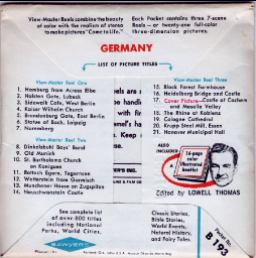 View-Master Reels combine the beauty
of color with the realism of stereo
to make pictures "Come to Life."
Each Packet contains three 7-scene
Reels — or twenty-one full-color
three-dimension pictures.
GERMANY
LIST OF PICTURE TITLES
View-Master Reel One
1. Homburg from Across Elbe
2. Holsten Gate, Lubeck
3. Sidewalk Cafe, West Berlin
4. Kaiser Wilhelm Church
5. Brandenburg Gate, East Berlin
6. Statue of Bach, Leipzig
7. Nuremberg
View-Master Reel Two
8. Dinkelsbuhl Boys' Band
9. Old Munich
10. St. Bartholoma Church
on Konigsee
11. Battach Egern, Tegernsee
12. Wetterstein from Garmisch
13. Munchener House on Zugspitze
14. Neuschwanstein Castle
View-Master Reel Three
15. Black Forest Farmhouse
16. Heidelberg Bridge and Castle
17. Cover Picture—Castle of Cochem
and Moselle Valley
18. The Rhine at Koblenz
19. Cologne Cathedral
20. Krupp Steel Mill, Essen
21. Hanover Municipal Hall
ALSO
INCLUDED
16-page
color
illustrated
booklet
Edited by LOWELL THOMAS
See complete list
of over 800 titles
including National
Parks, World Cities,
Classic Stories,
Bible Stories,
World Events,
Natural History,
and Fairy Tales.
SAWYER'S
Packet No.
B 193